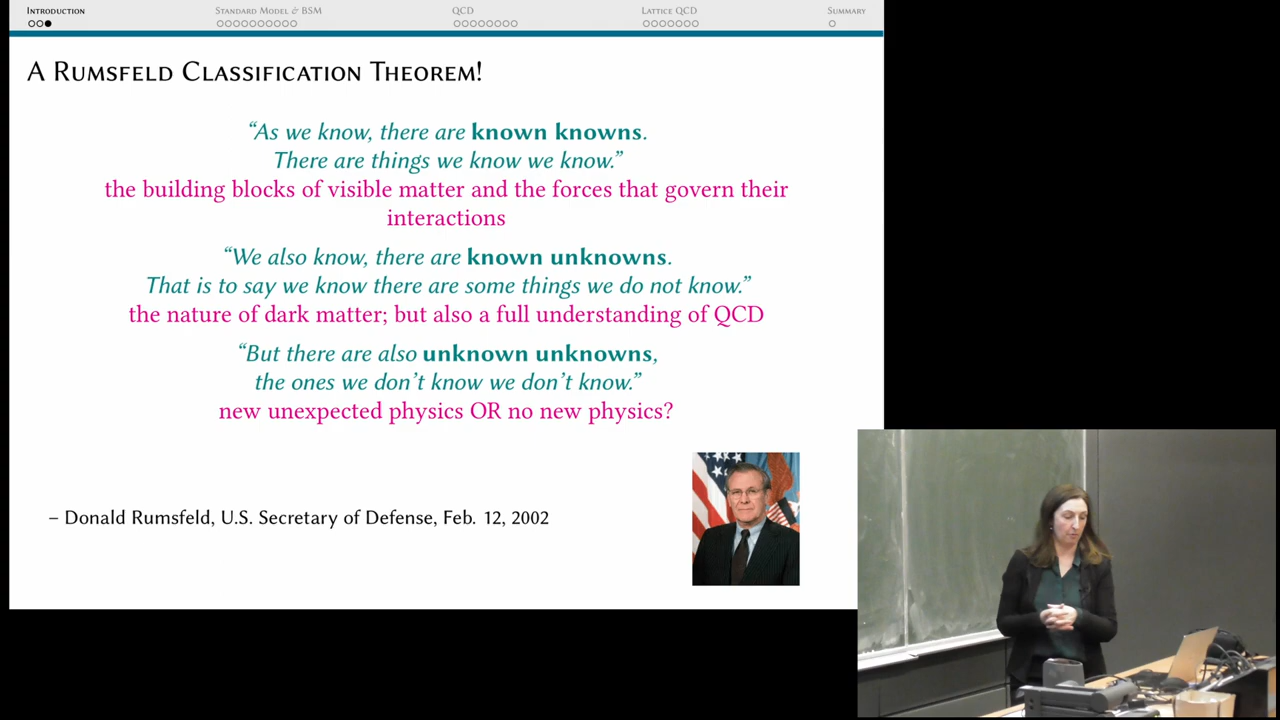 Introduction
Standard Model & BSM
QCD
Lattice QCD
Summary
A Rumsfeld Classification Theorem!
“As we know, there are known knowns.
There are things we know we know.”
the building blocks of visible matter and the forces that govern their
interactions
“We also know, there are known unknowns.
That is to say we know there are some things we do not know.”
the nature of dark matter; but also a full understanding of QCD
“But there are also unknown unknowns,
the ones we don’t know we don’t know.”
new unexpected physics OR no new physics?
– Donald Rumsfeld, U.S. Secretary of Defense, Feb. 12, 2002